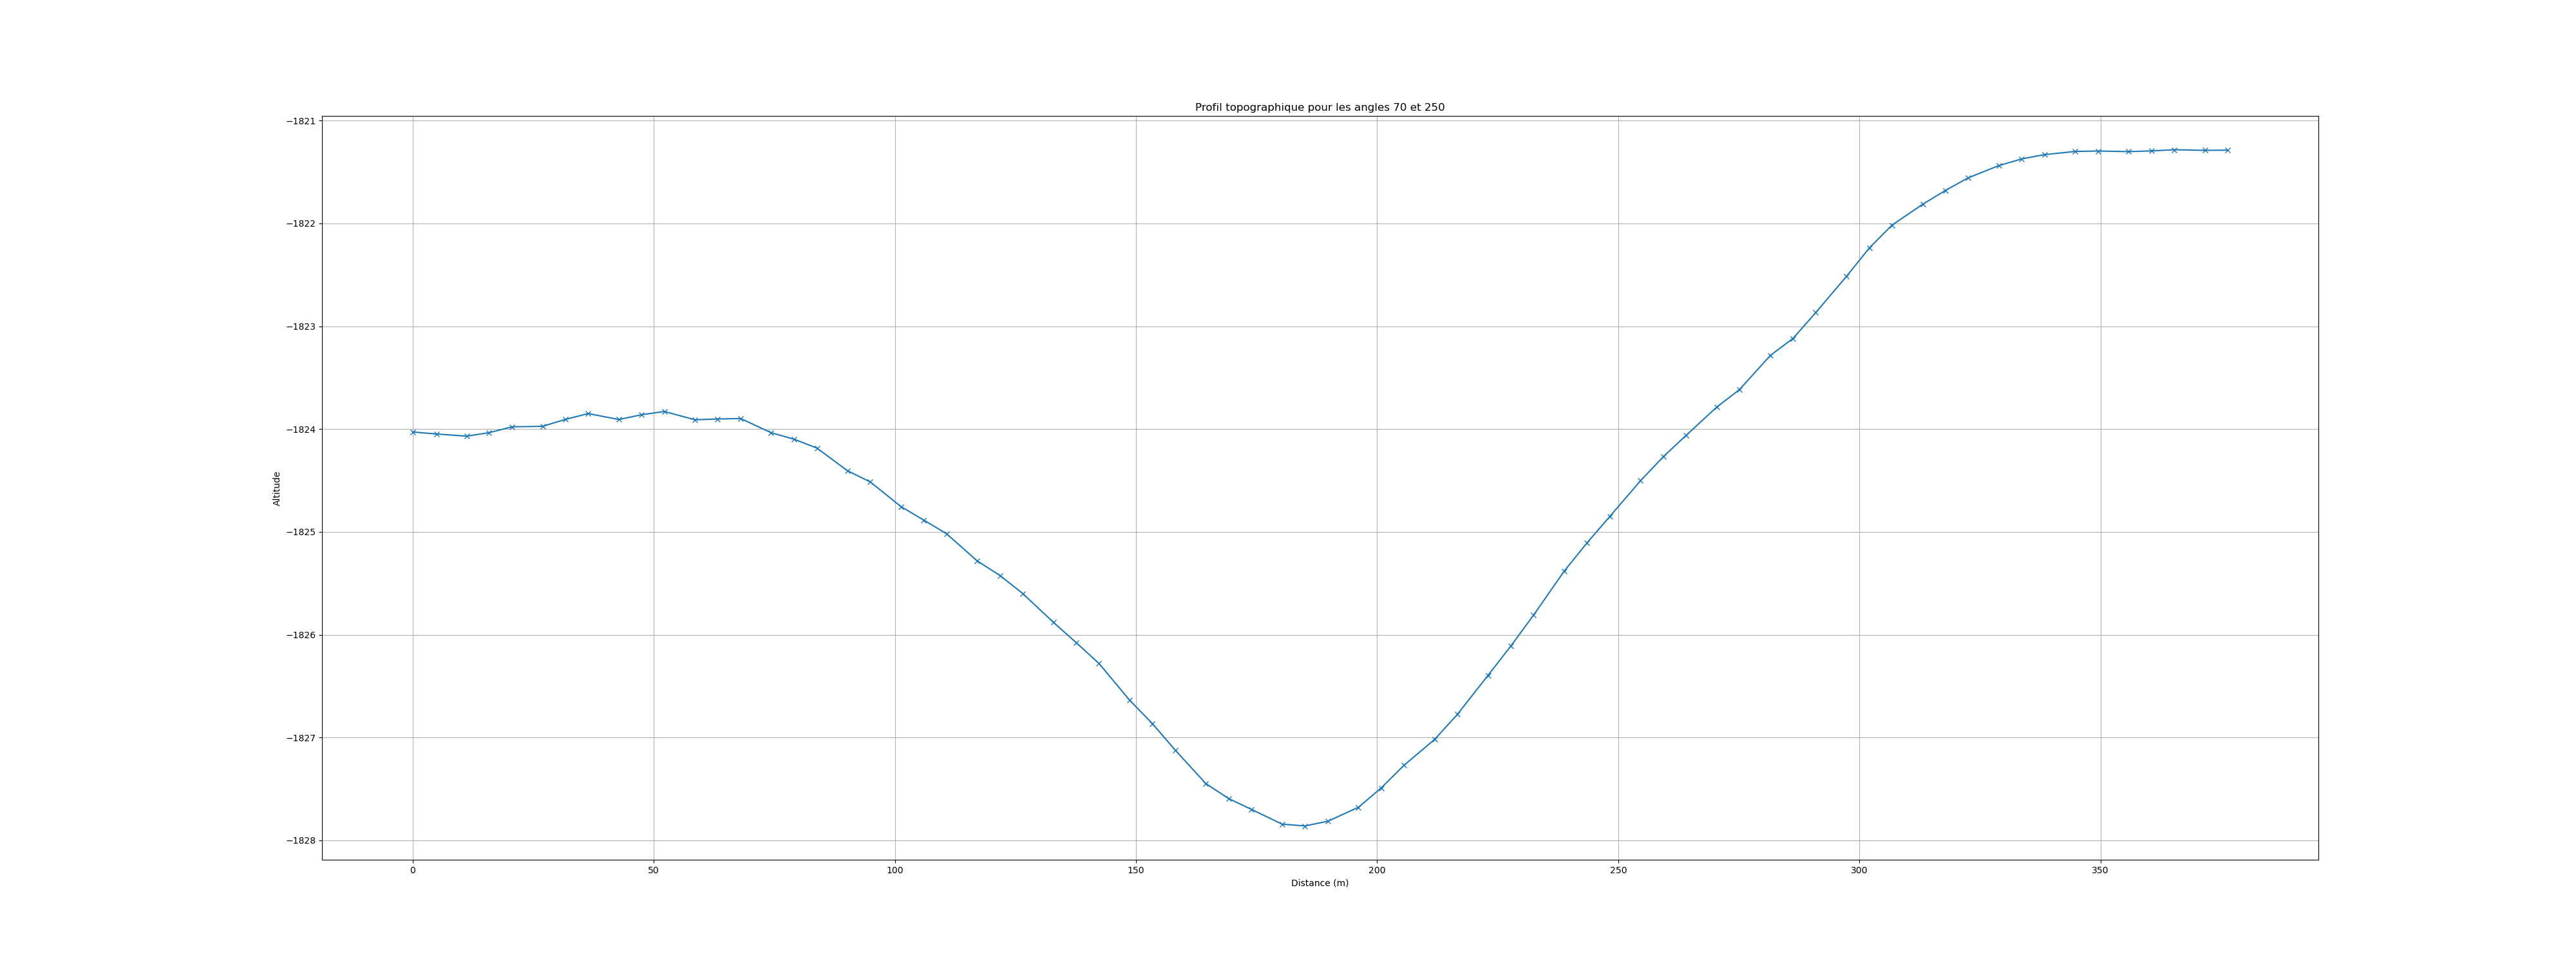 Profil topographique pour les angles 70 et 250
−1821
−1822
−1823
−1824
−1825
−1826
−1827
−1828
Altitude
0 50 100 150 200 250 300 350
Distance (m)